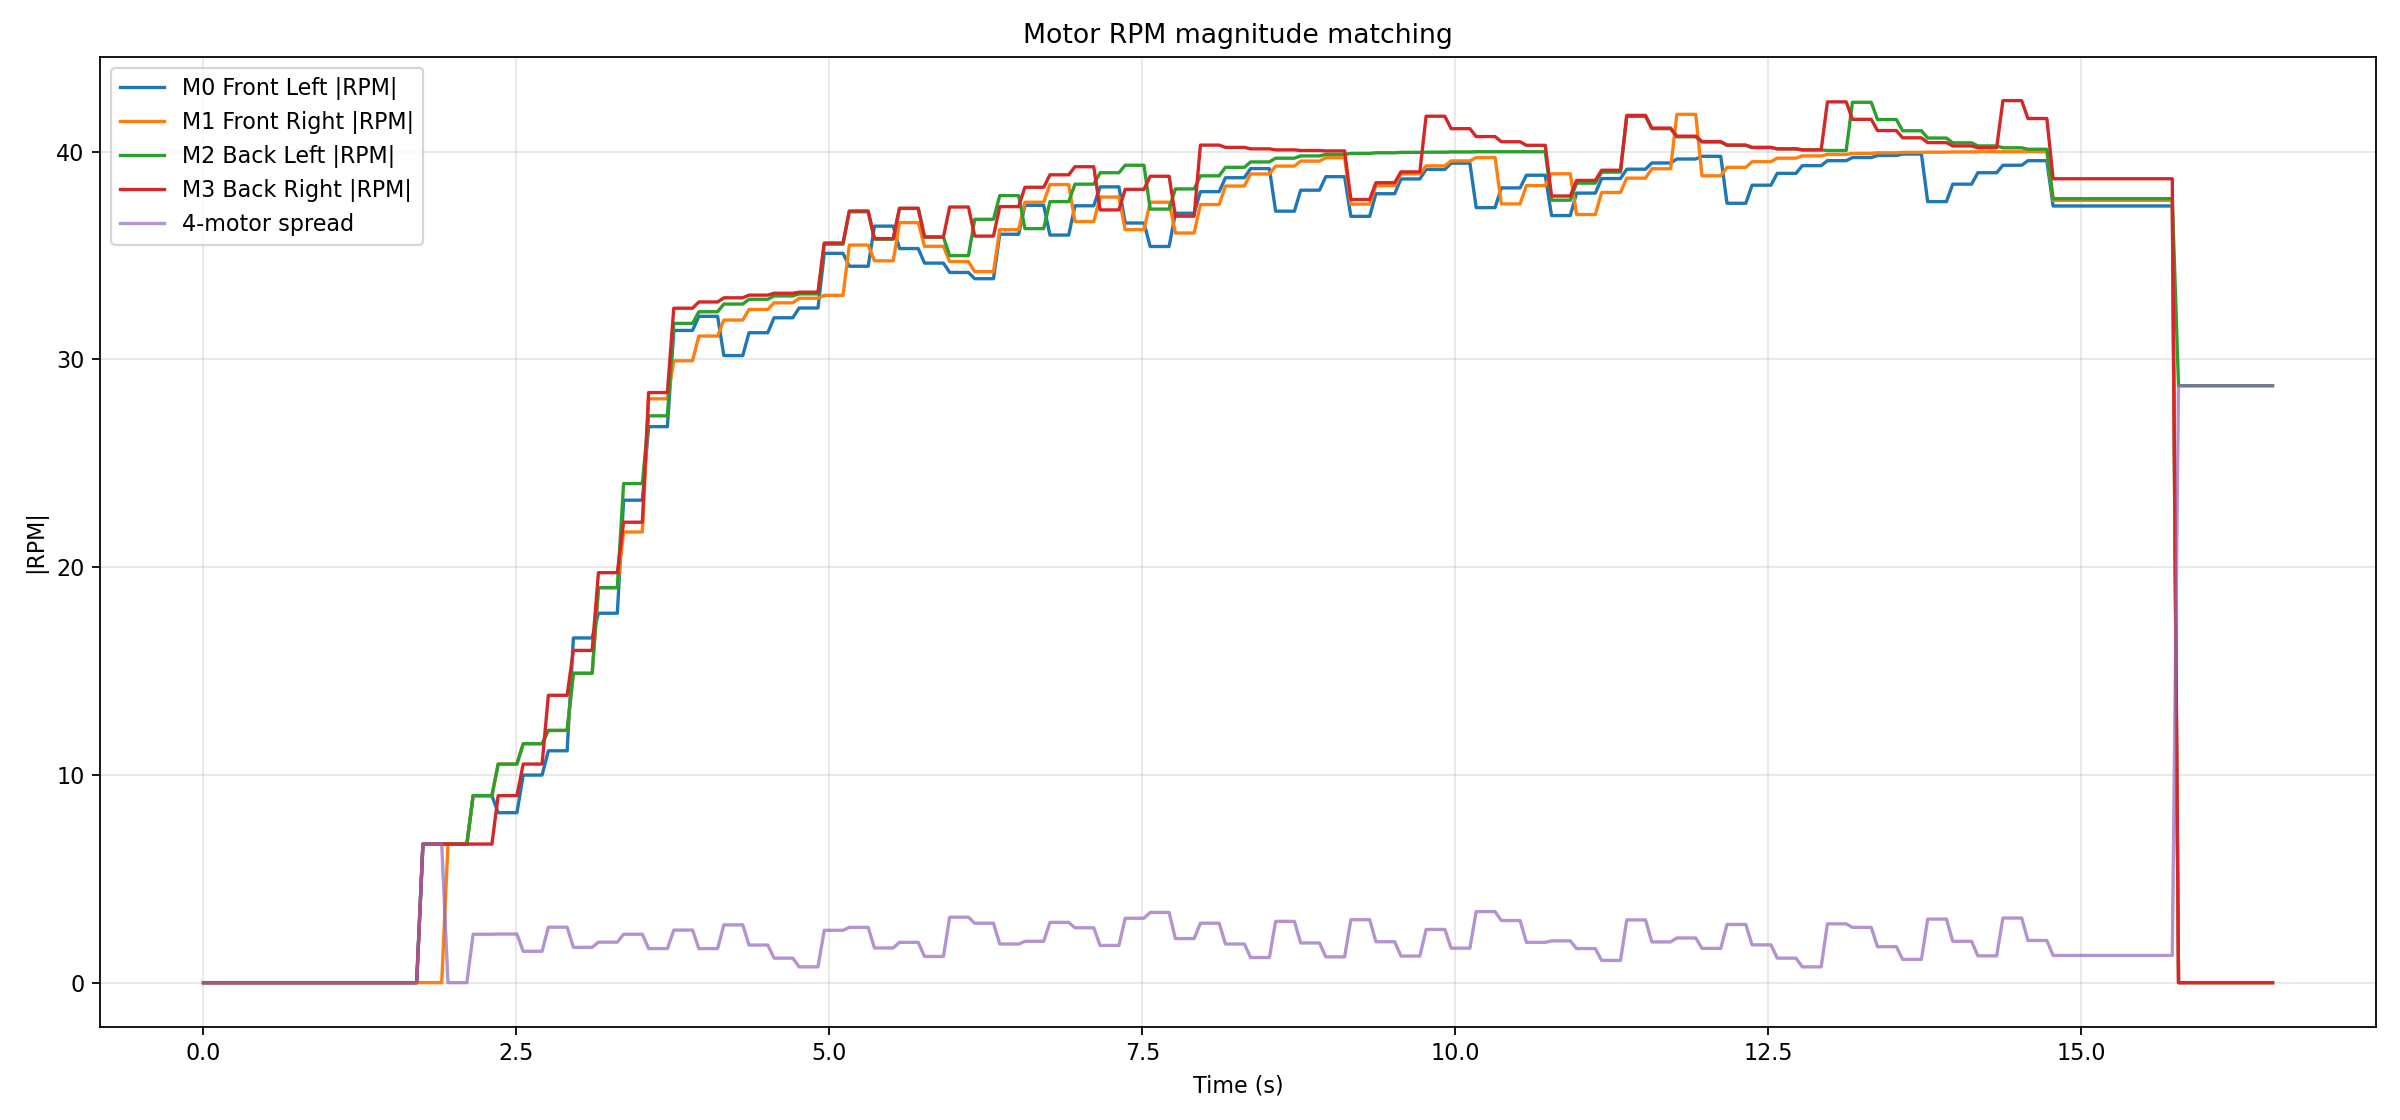 Motor RPM magnitude matching
M0 Front Left |RPM|
M1 Front Right |RPM|
M2 Back Left |RPM|
M3 Back Right |RPM|
4-motor spread
|RPM|
40
30
20
10
0
0.0 2.5 5.0 7.5 10.0 12.5 15.0
Time (s)